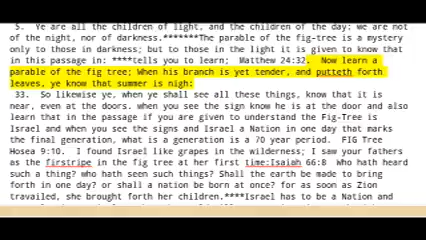 5.  Ye are all the children of light, and the children of the day: we are not
of the night, nor of darkness.*******The parable of the fig-tree is a mystery
only to those in darkness; but to those in the light it is given to know that
in this passage in: ****tells you to learn;  Matthew 24:32.  Now learn a
parable of the fig tree; When his branch is yet tender, and putteth forth
leaves, ye know that summer is nigh:
33.  So likewise ye, when ye shall see all these things, know that it is
near, even at the doors. when you see the sign know he is at the door and also
learn that in the passage if you are given to understand the Fig-Tree is
Israel and when you see the signs and Israel a Nation in one day that marks
the final generation, what is a generation is a 70 year period.  FIG Tree
Hosea 9:10.  I found Israel like grapes in the wilderness; I saw your fathers
as the firstripe in the fig tree at her first time:Isaiah 66:8  Who hath heard
such a thing? who hath seen such things? Shall the earth be made to bring
forth in one day? or shall a nation be born at once? for as soon as Zion
travailed, she brought forth her children.****Israel has to be a Nation and